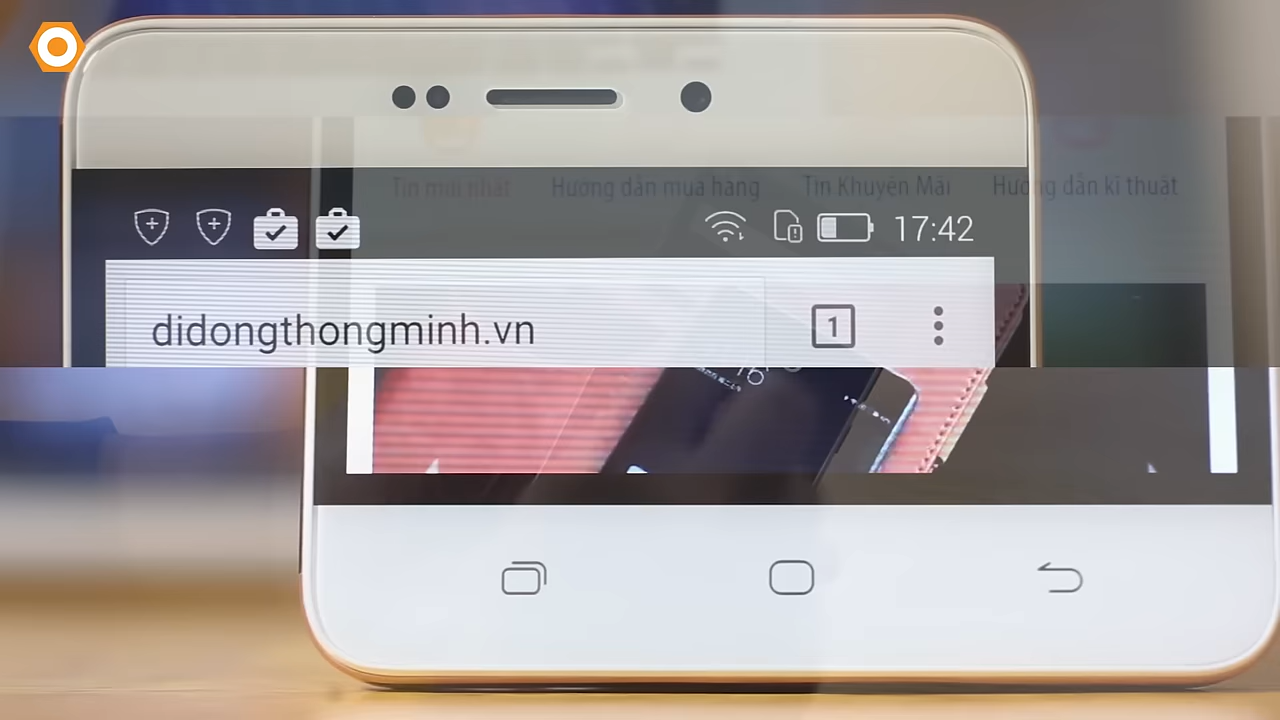 Tin mới nhất Hướng dẫn mua hàng Tin Khuyến Mãi Hướng dẫn kĩ thuật
17:42
didongthongminh.vn
1
16